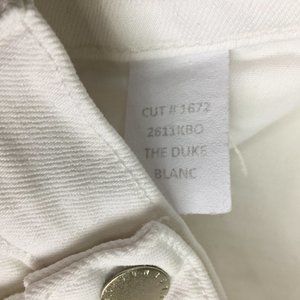 CUT # 1672
2611KBO
THE DUKE
BLANC